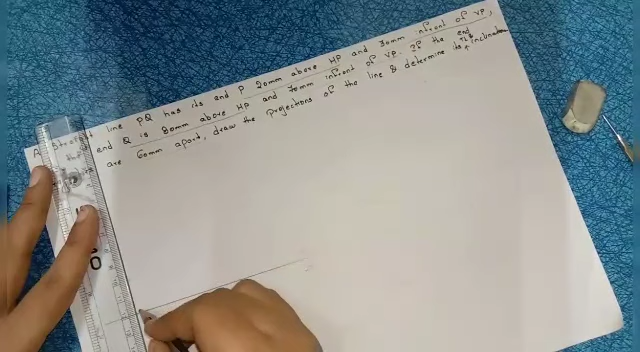 A straight line PQ has its end P 20mm above HP and 30mm infront of VP,
the end Q is 80mm above HP and 70mm infront of VP. If the end
are 60mm apart, draw the projections of the line & determine its inclination